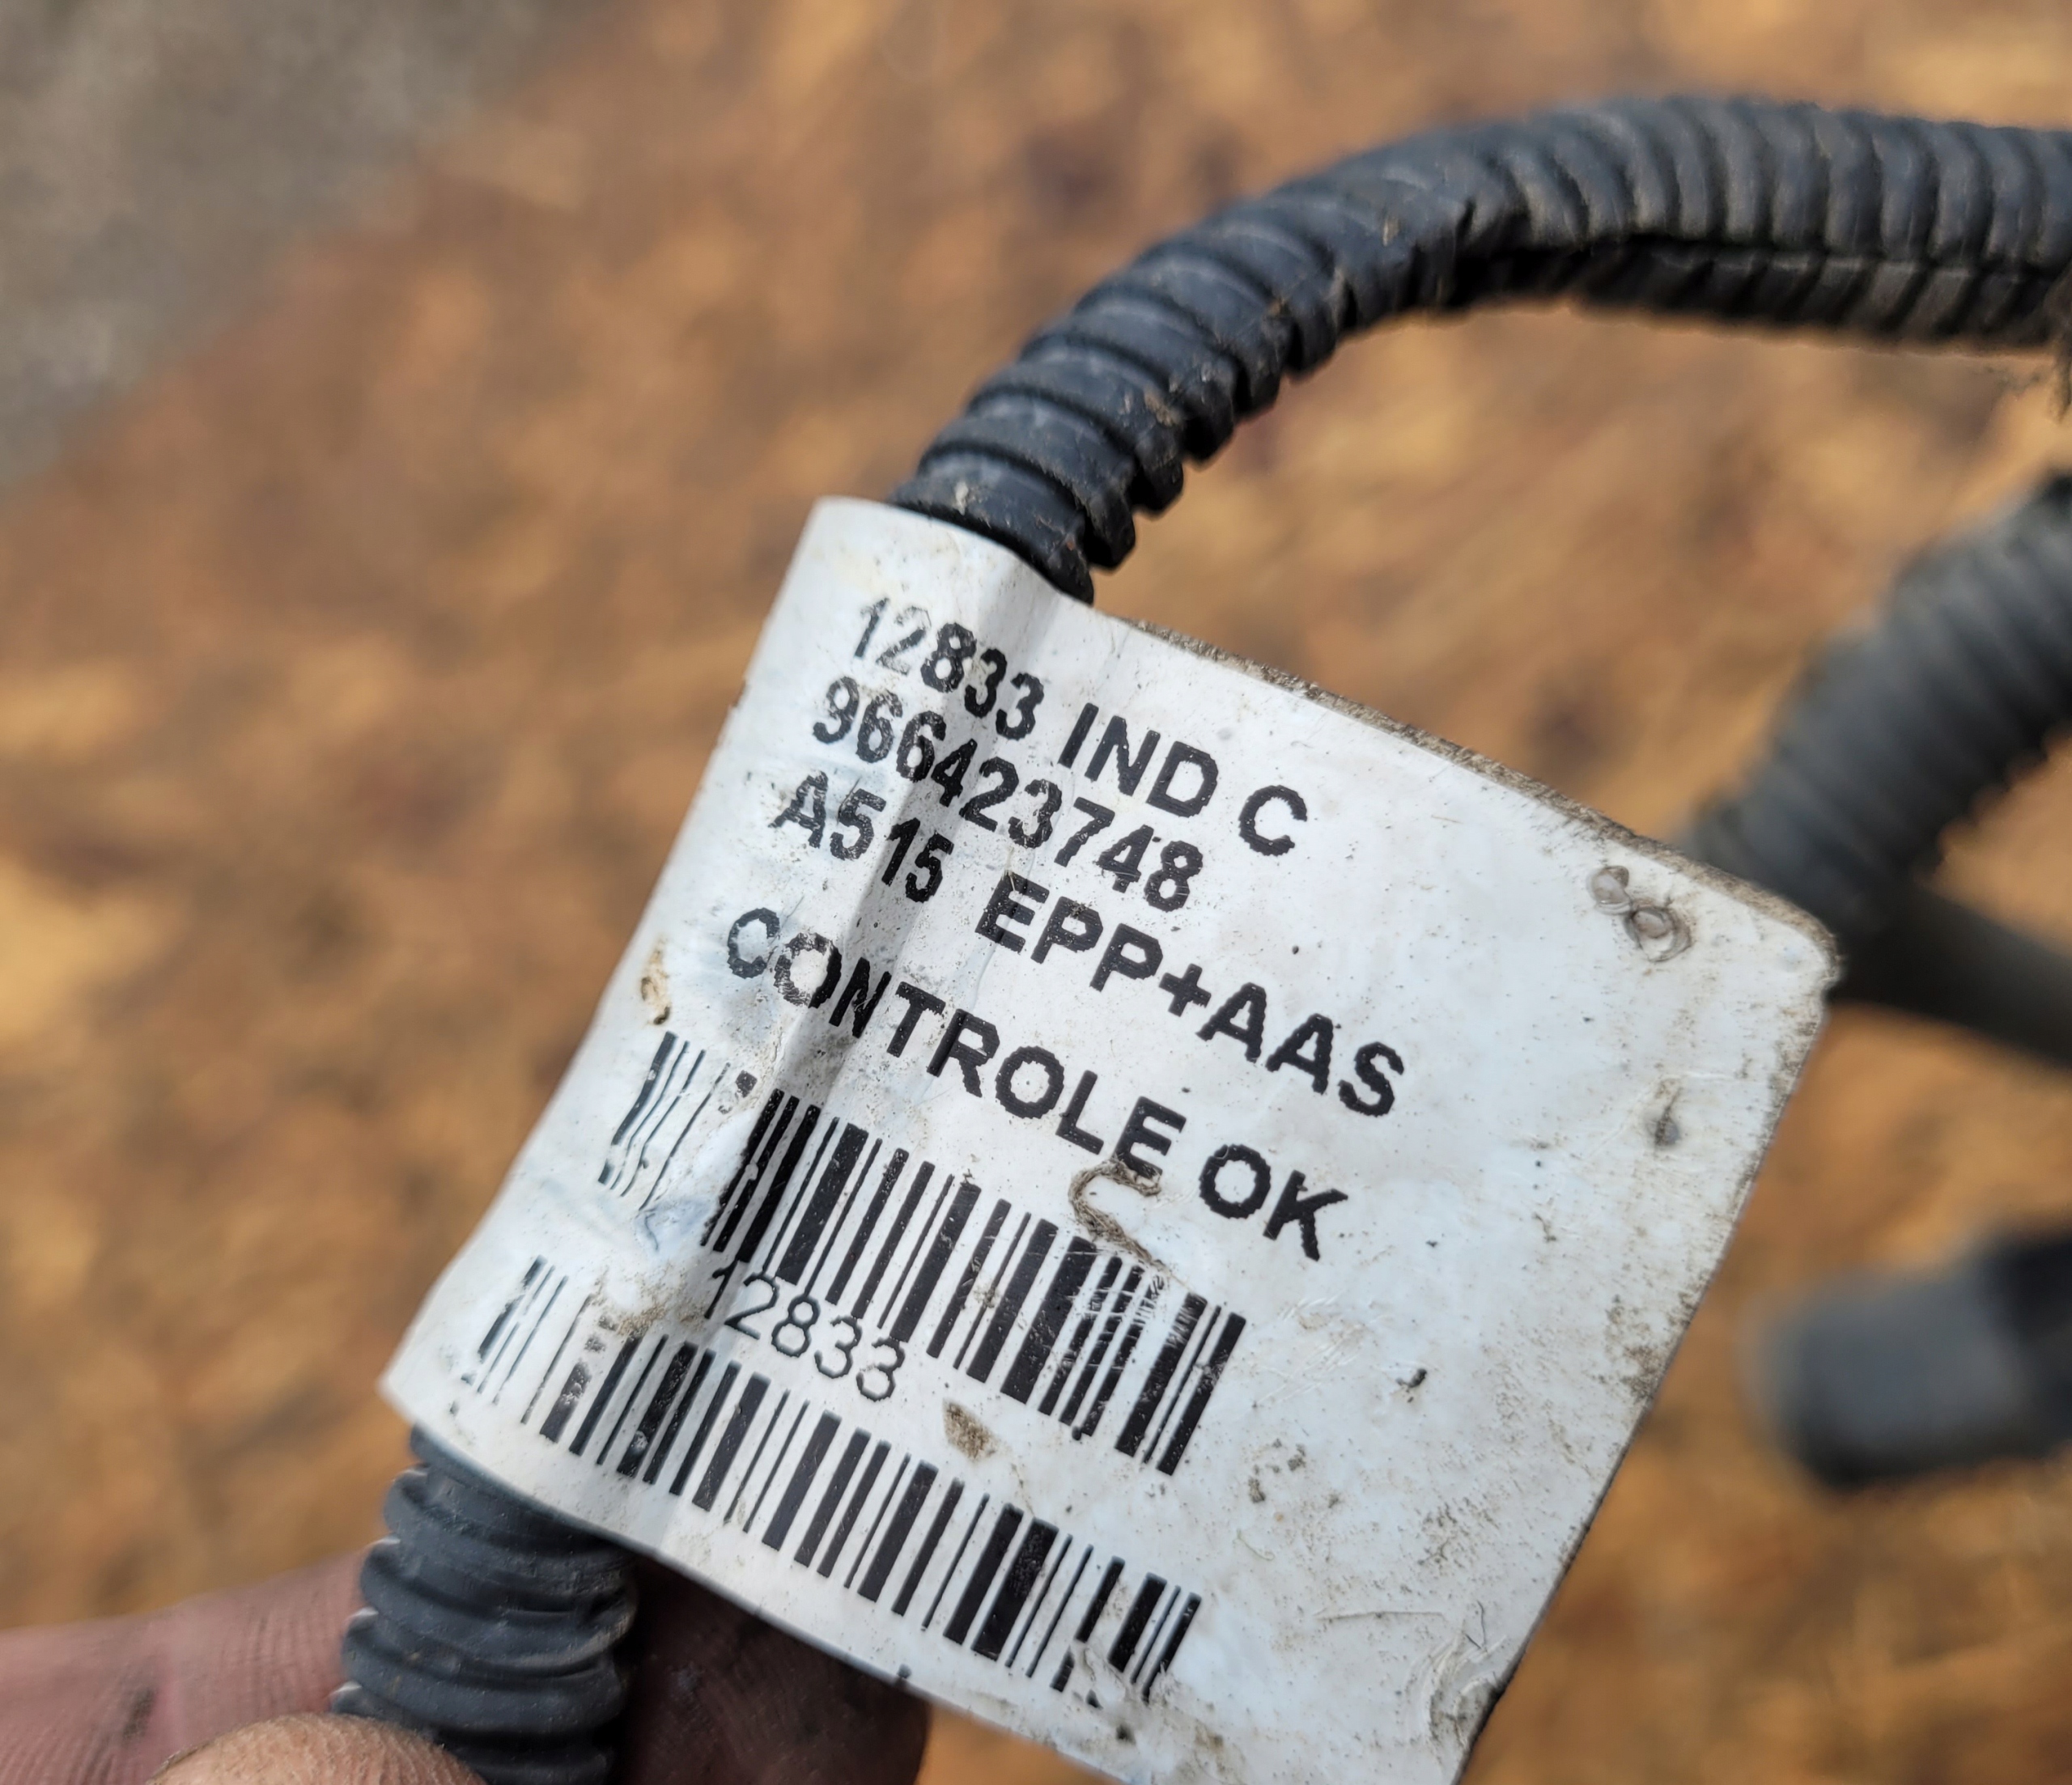 12833 IND C
966423748
A515 EPP+AAS
CONTROLE OK
12833